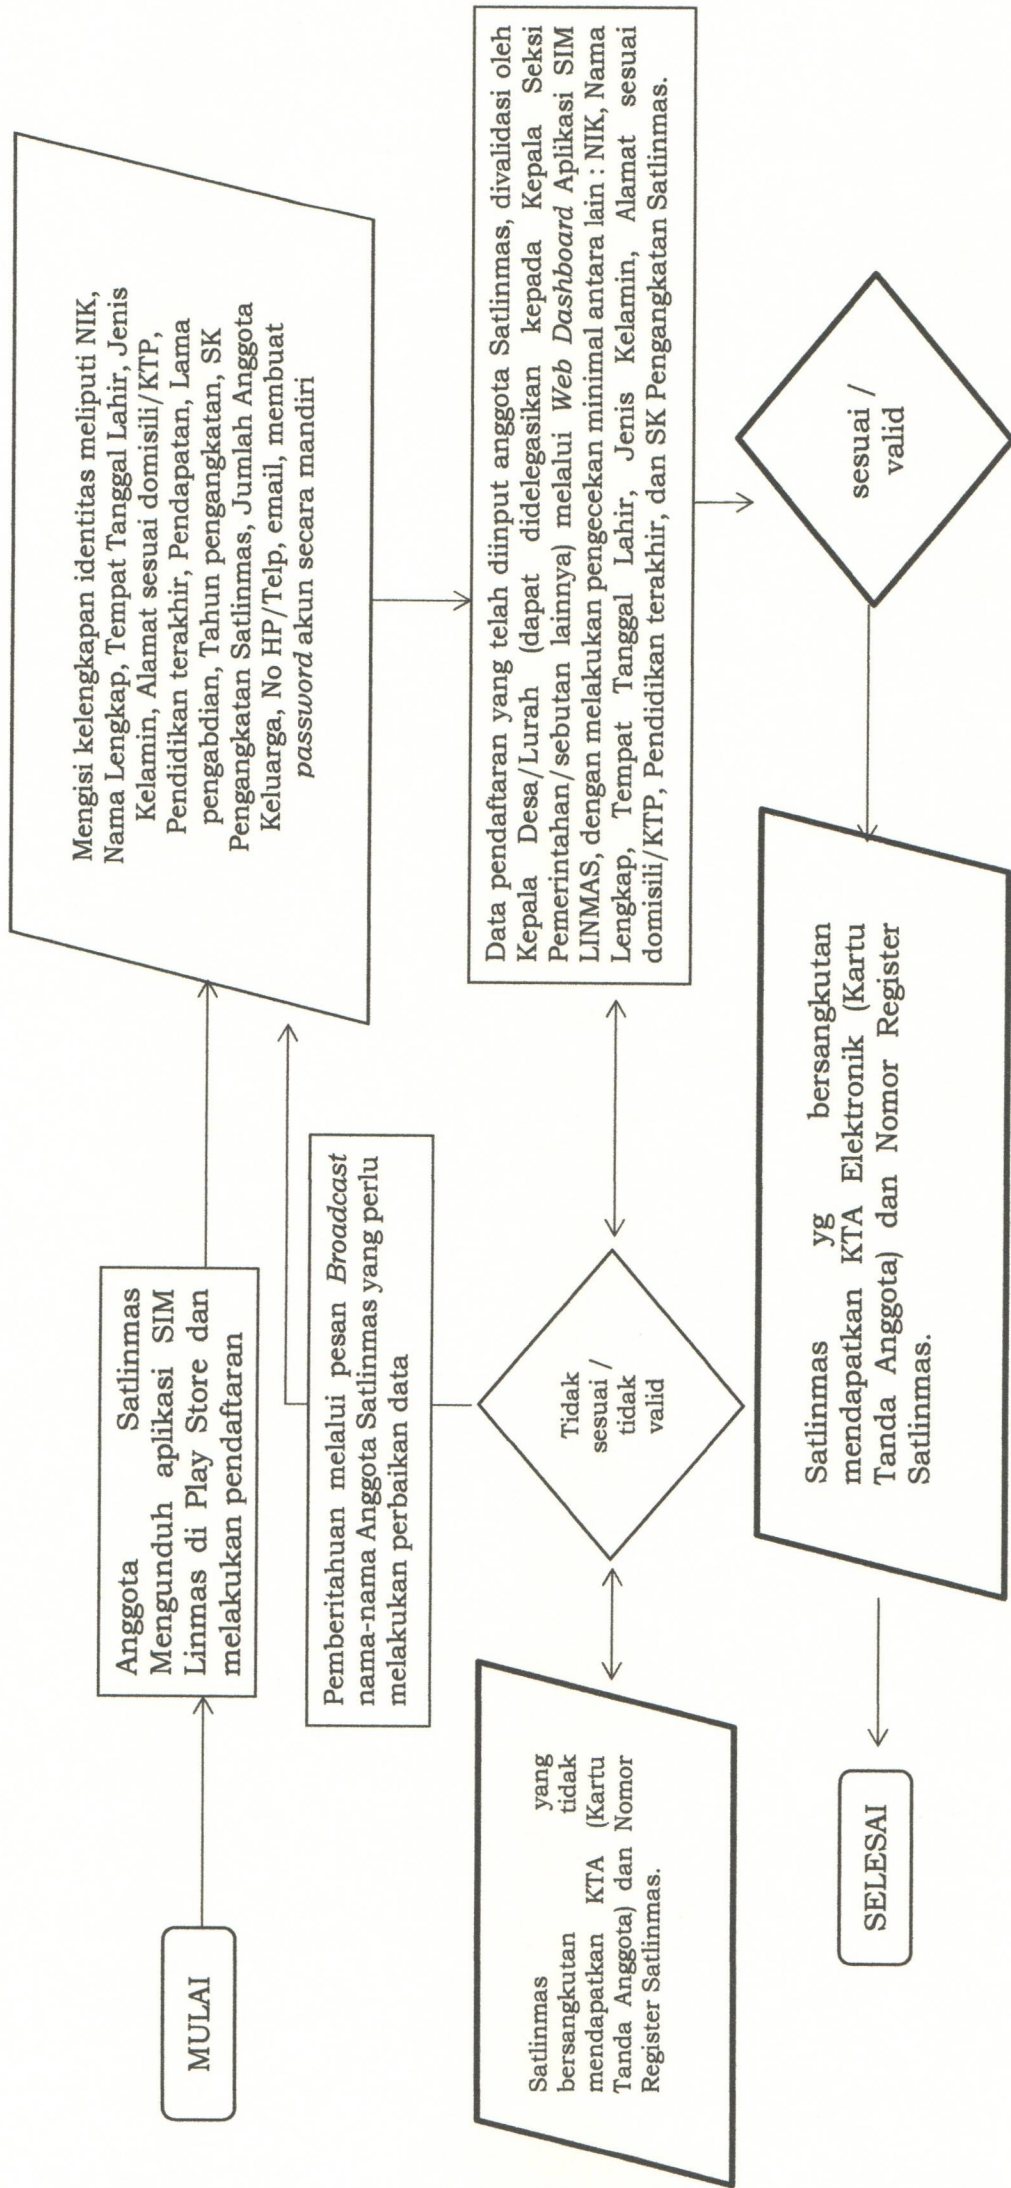 MULAI
Anggota Satlinmas
Mengunduh aplikasi SIM
Linmas di Play Store dan
melakukan pendaftaran
Mengisi kelengkapan identitas meliputi NIK,
Nama Lengkap, Tempat Tanggal Lahir, Jenis
Kelamin, Alamat sesuai domisili/KTP,
Pendidikan terakhir, Pendapatan, Lama
pengabdian, Tahun pengangkatan, SK
Pengangkatan Satlinmas, Jumlah Anggota
Keluarga, No HP/Telp, email, membuat
password akun secara mandiri
Pemberitahuan melalui pesan Broadcast
nama-nama Anggota Satlinmas yang perlu
melakukan perbaikan data
Data pendaftaran yang telah diinput anggota Satlinmas, divalidasi oleh
Kepala Desa/Lurah (dapat didelegasikan kepada Kepala Seksi
Pemerintahan/sebutan lainnya) melalui Web Dashboard Aplikasi SIM
LINMAS, dengan melakukan pengecekan minimal antara lain : NIK, Nama
Lengkap, Tempat Tanggal Lahir, Jenis Kelamin, Alamat sesuai
domisili/KTP, Pendidikan terakhir, dan SK Pengangkatan Satlinmas.
Tidak
sesuai /
tidak
valid
Satlinmas yang
bersangkutan tidak
mendapatkan KTA (Kartu
Tanda Anggota) dan Nomor
Register Satlinmas.
sesuai /
valid
Satlinmas yg bersangkutan
mendapatkan KTA Elektronik (Kartu
Tanda Anggota) dan Nomor Register
Satlinmas.
SELESAI